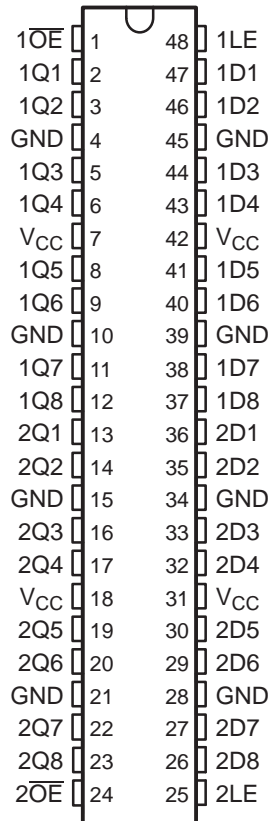 1O̅E̅ 1 48 1LE
1Q1 2 47 1D1
1Q2 3 46 1D2
GND 4 45 GND
1Q3 5 44 1D3
1Q4 6 43 1D4
VCC 7 42 VCC
1Q5 8 41 1D5
1Q6 9 40 1D6
GND 10 39 GND
1Q7 11 38 1D7
1Q8 12 37 1D8
2Q1 13 36 2D1
2Q2 14 35 2D2
GND 15 34 GND
2Q3 16 33 2D3
2Q4 17 32 2D4
VCC 18 31 VCC
2Q5 19 30 2D5
2Q6 20 29 2D6
GND 21 28 GND
2Q7 22 27 2D7
2Q8 23 26 2D8
2O̅E̅ 24 25 2LE